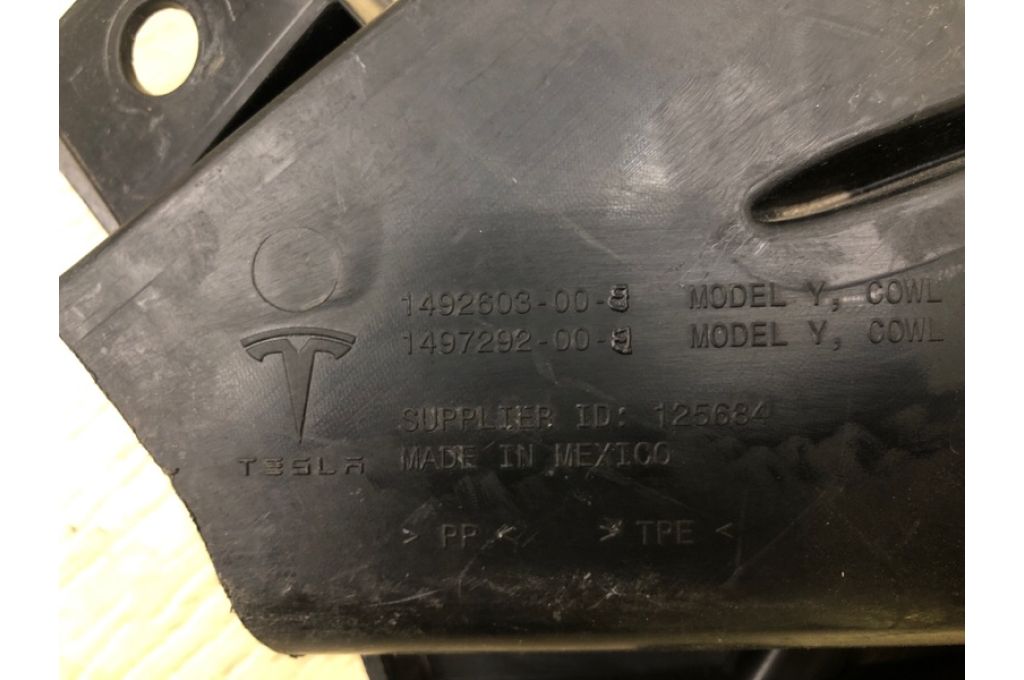 1492603-00- MODEL Y, COWL
1497292-00- MODEL Y, COWL
SUPPLIER ID: 125684
TESLA MADE IN MEXICO
> PP < > TPE <